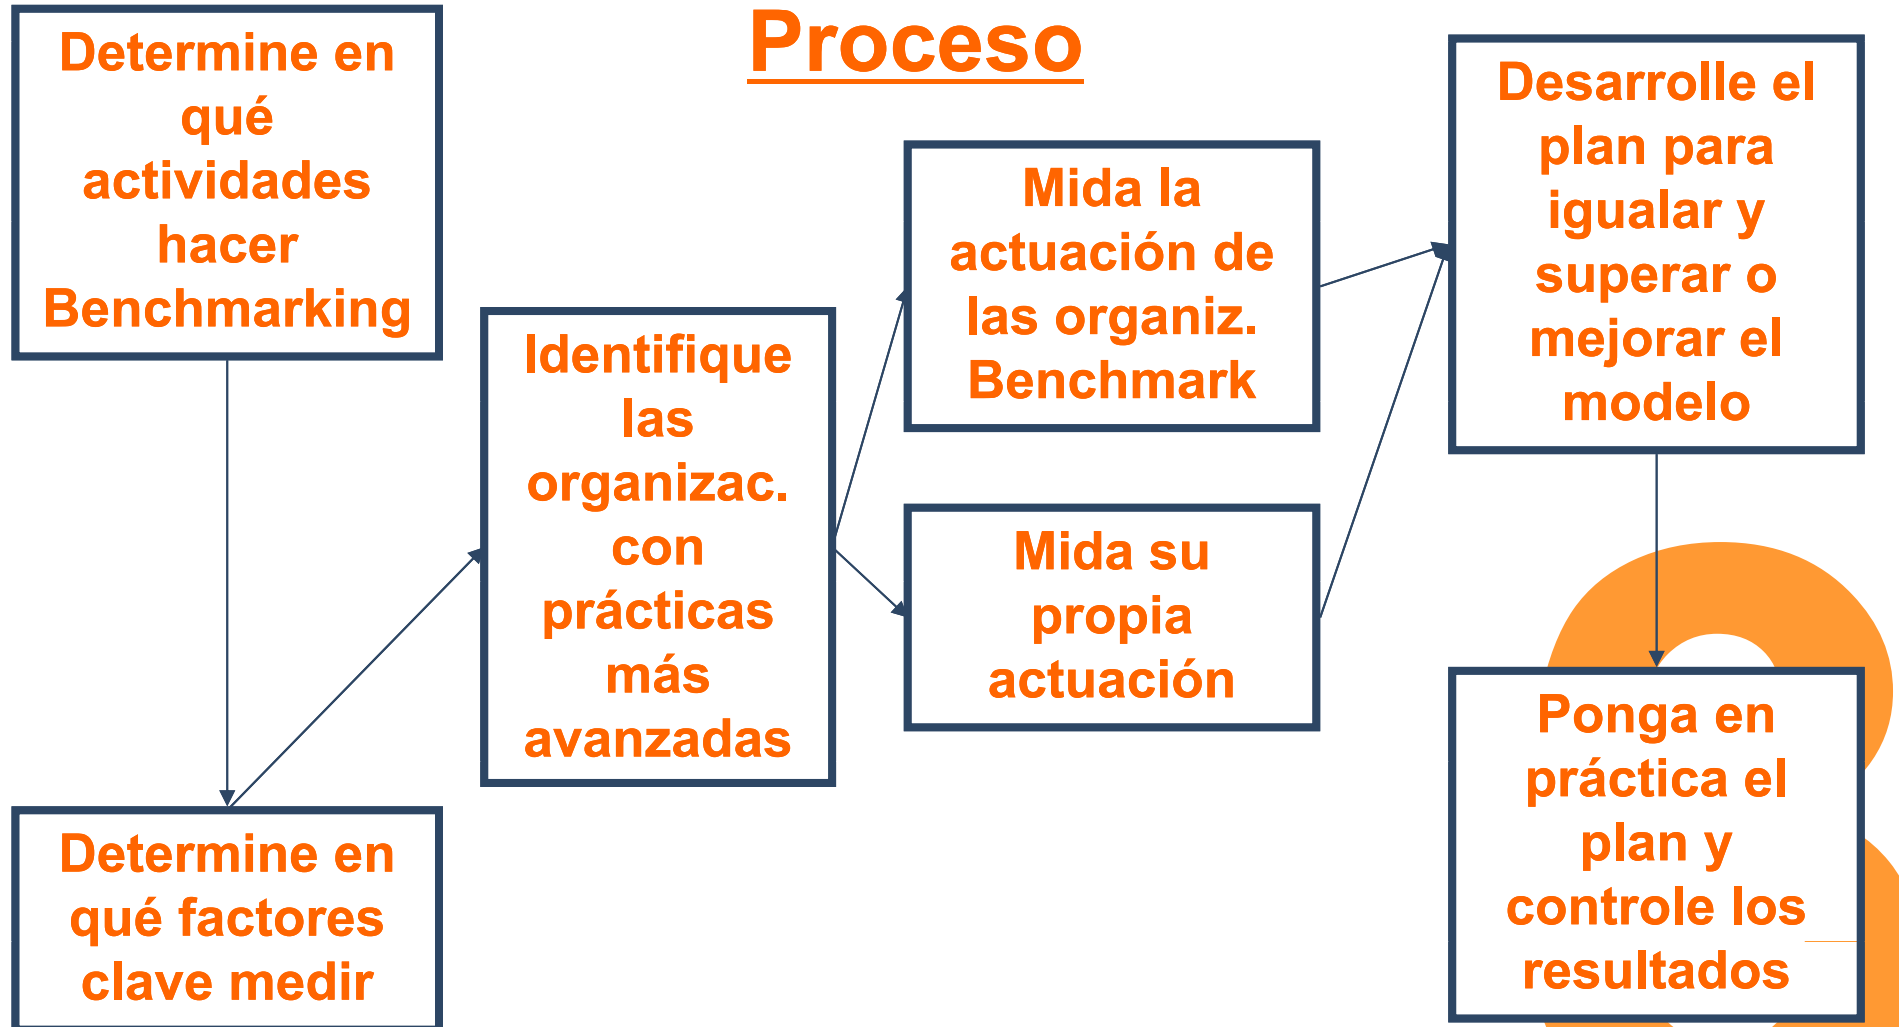 Proceso
Determine en
qué
actividades
hacer
Benchmarking
Determine en
qué factores
clave medir
Identifique
las
organizac.
con
prácticas
más
avanzadas
Mida la
actuación de
las organiz.
Benchmark
Mida su
propia
actuación
Desarrolle el
plan para
igualar y
superar o
mejorar el
modelo
Ponga en
práctica el
plan y
controle los
resultados